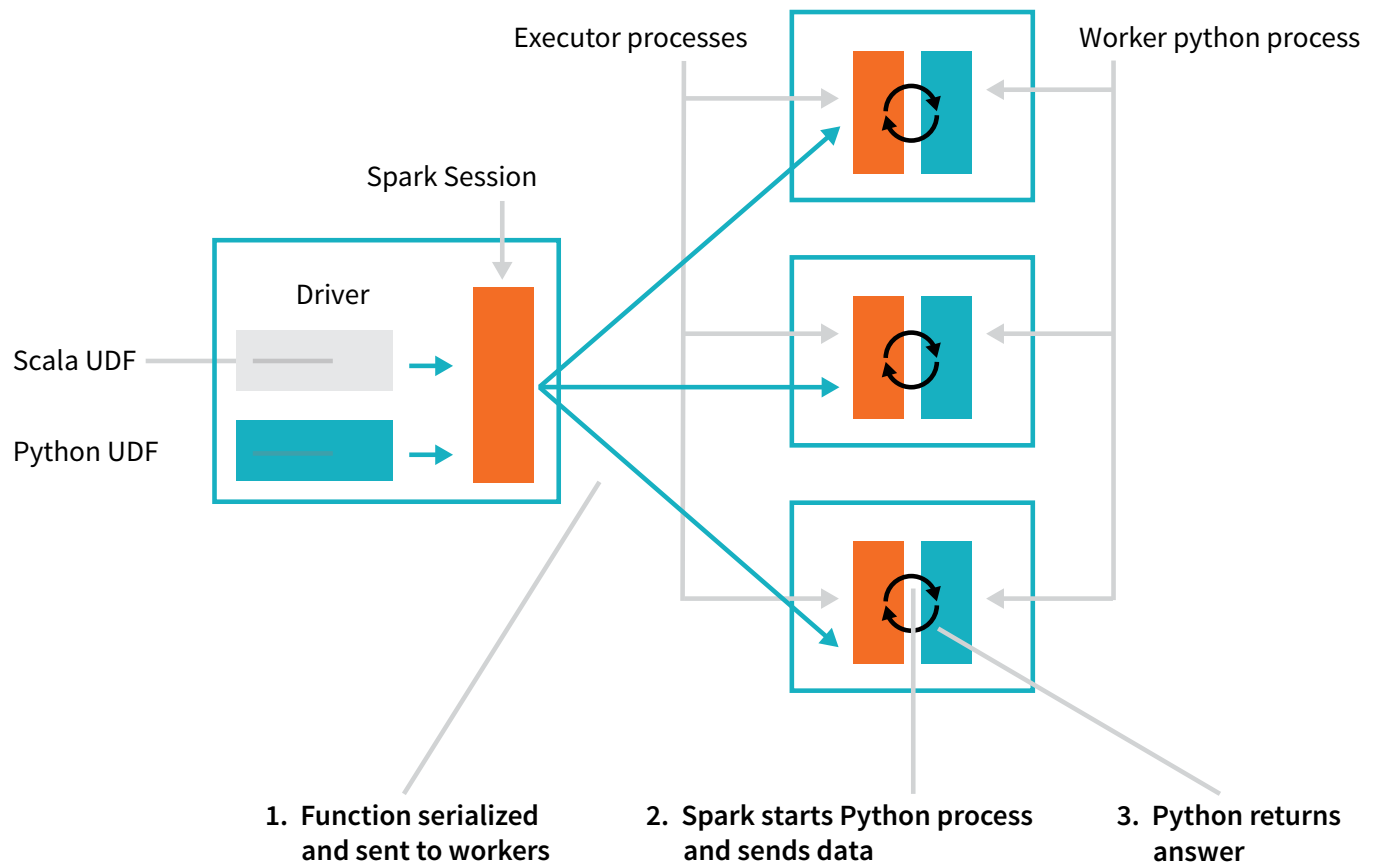 Executor processes
Worker python process
Spark Session
Driver
Scala UDF
Python UDF
1. Function serialized
and sent to workers
2. Spark starts Python process
and sends data
3. Python returns
answer